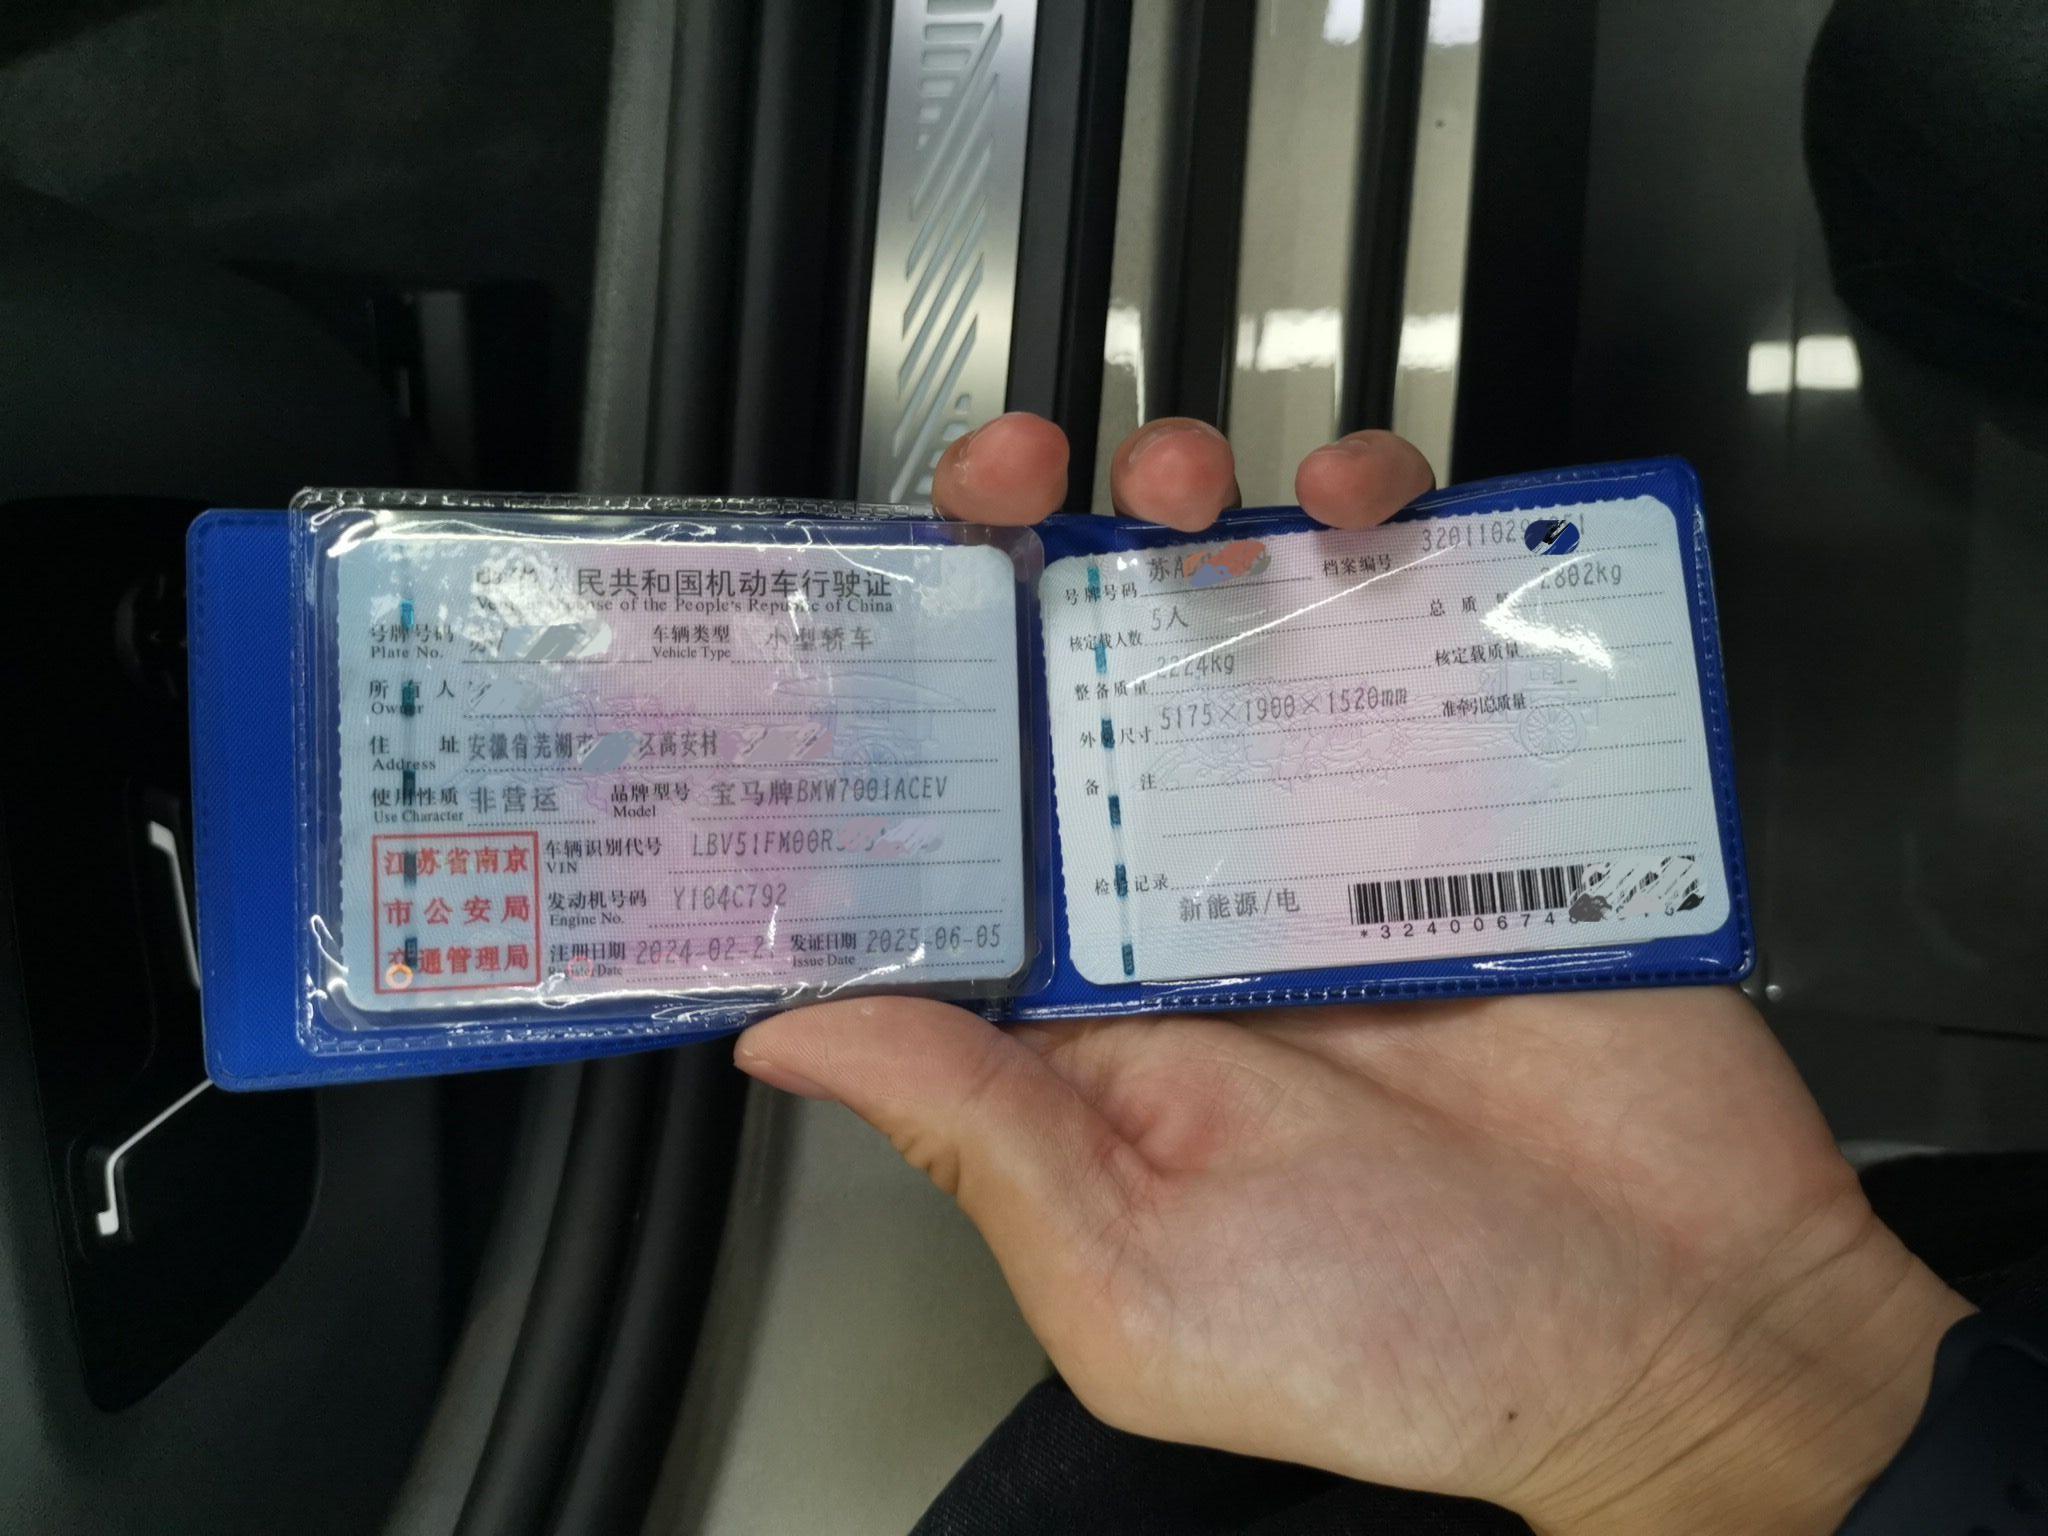 人民共和国机动车行驶证
of the People's Republic of China
号牌号码 车辆类型 小型轿车
Plate No. Vehicle Type
所有人
Owner
住址 安徽省芜湖市 区高安村
Address
使用性质 非营运 品牌型号 宝马牌BMW7001ACEV
Use Character Model
江苏省南京
市公安局
交通管理局
车辆识别代号 LBV51FM00R
VIN
发动机号码 Y104C792
Engine No.
注册日期 2024-02-2 发证日期 2025-06-05
Register Date Issue Date
号牌号码 苏A 档案编号 32011029
核定载人数 5人 总质量 2802kg
整备质量 2224kg 核定载质量
外廓尺寸 5175×1900×1520mm 准牵引总质量
备注
检验记录
新能源/电
*324006748